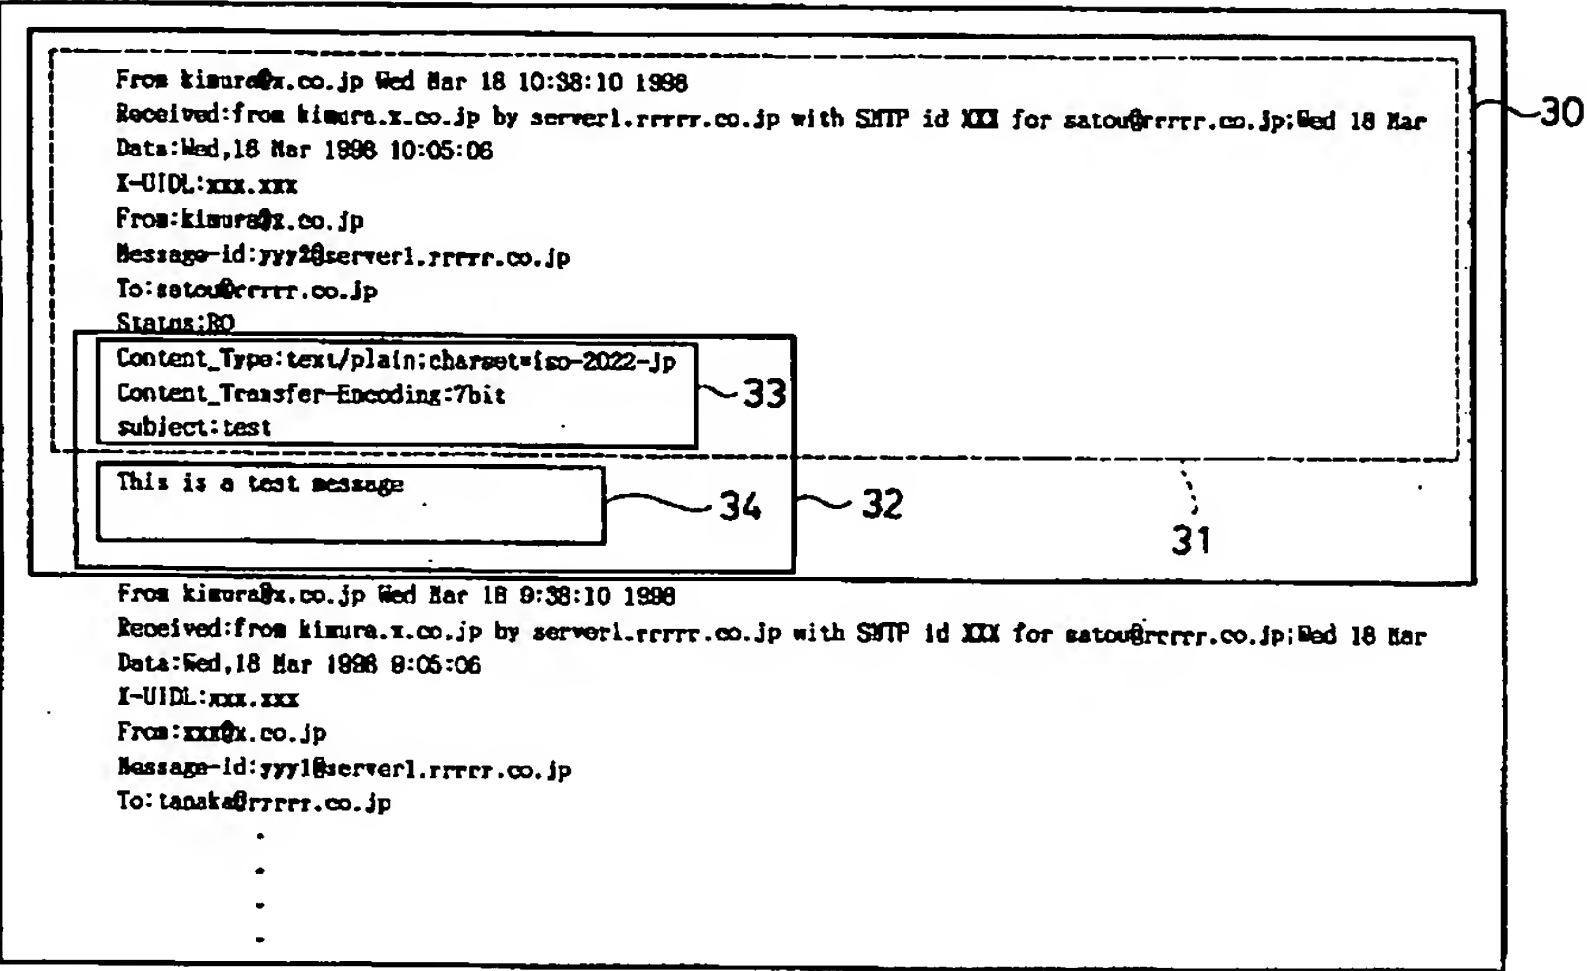 From kimura@x.co.jp Wed Mar 18 10:38:10 1998
Received:from kimura.x.co.jp by server1.rrrrr.co.jp with SMTP id XXX for satou@rrrrr.co.jp;Wed 18 Mar
30
Data:Wed,18 Mar 1998 10:05:06
X-UIDL:xxx.xxx
From:kimura@x.co.jp
Message-id:yyy2@server1.rrrrr.co.jp
To:satou@rrrrr.co.jp
Status:RO
Content_Type:text/plain;charset=iso-2022-jp
Content_Transfer-Encoding:7bit
33
subject:test
This is a test message
34
32
31
From kimura@x.co.jp Wed Mar 18 9:38:10 1998
Received:from kimura.x.co.jp by server1.rrrrr.co.jp with SMTP id XXX for satou@rrrrr.co.jp;Wed 18 Mar
Data:Wed,18 Mar 1998 9:05:06
X-UIDL:xxx.xxx
From:xxx@x.co.jp
Message-id:yyy1@server1.rrrrr.co.jp
To:tanaka@rrrrr.co.jp